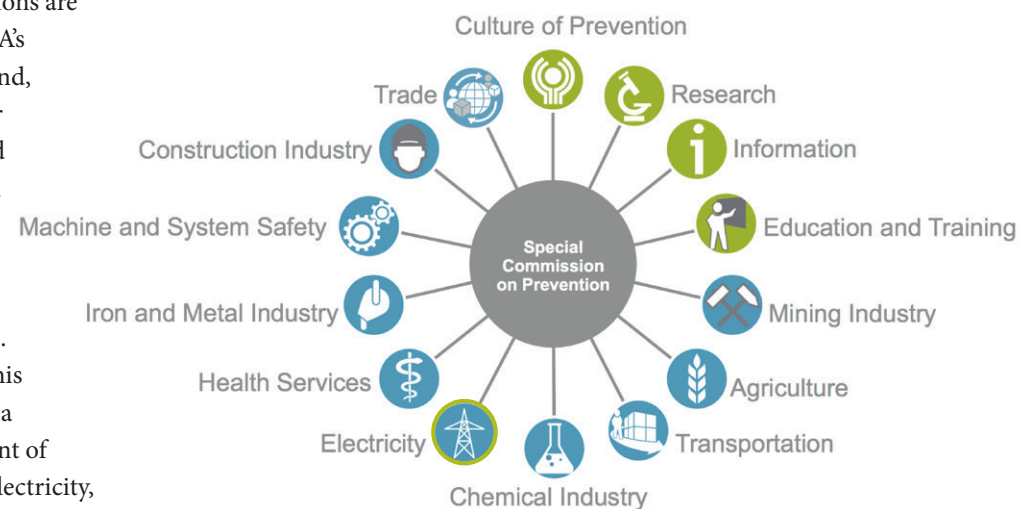 ions are
A's
nd,
r
d
.
his
a
nt of
lectricity,
Culture of Prevention
Trade
Research
Construction Industry
Information
Machine and System Safety
Education and Training
Special
Commission
on Prevention
Iron and Metal Industry
Mining Industry
Health Services
Agriculture
Electricity
Transportation
Chemical Industry